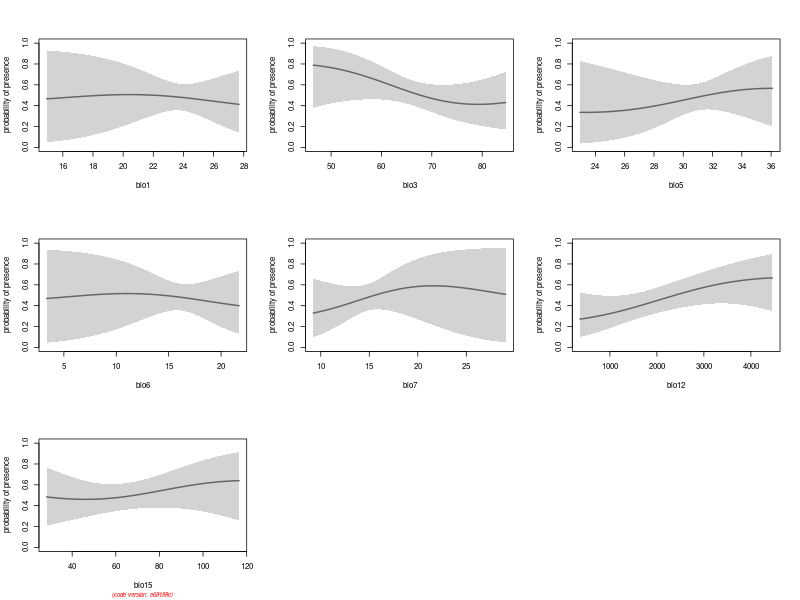 probability of presence
0.0 0.2 0.4 0.6 0.8 1.0
16 18 20 22 24 26 28
bio1
probability of presence
0.0 0.2 0.4 0.6 0.8 1.0
50 60 70 80
bio3
probability of presence
0.0 0.2 0.4 0.6 0.8 1.0
24 26 28 30 32 34 36
bio5
probability of presence
0.0 0.2 0.4 0.6 0.8 1.0
5 10 15 20
bio6
probability of presence
0.0 0.2 0.4 0.6 0.8 1.0
10 15 20 25
bio7
probability of presence
0.0 0.2 0.4 0.6 0.8 1.0
1000 2000 3000 4000
bio12
probability of presence
0.0 0.2 0.4 0.6 0.8 1.0
40 60 80 100 120
bio15
(code version: